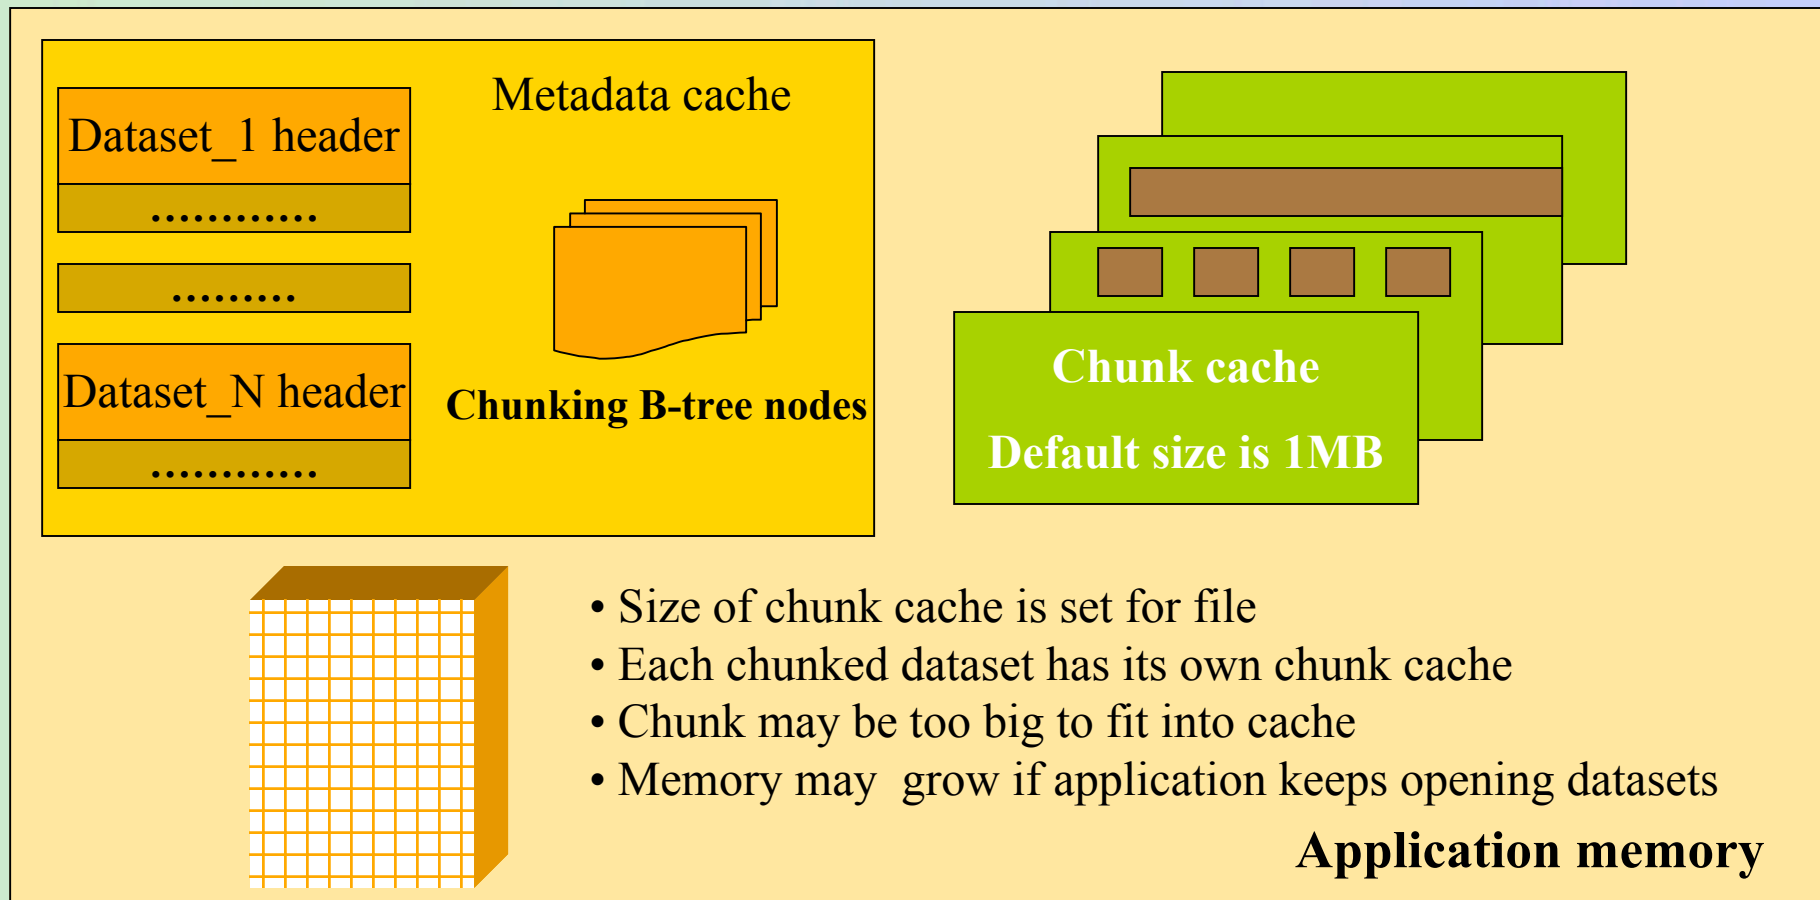 Metadata cache
Dataset_1 header
............
.........
Dataset_N header
............
Chunking B-tree nodes
Chunk cache
Default size is 1MB
• Size of chunk cache is set for file
• Each chunked dataset has its own chunk cache
• Chunk may be too big to fit into cache
• Memory may  grow if application keeps opening datasets
Application memory